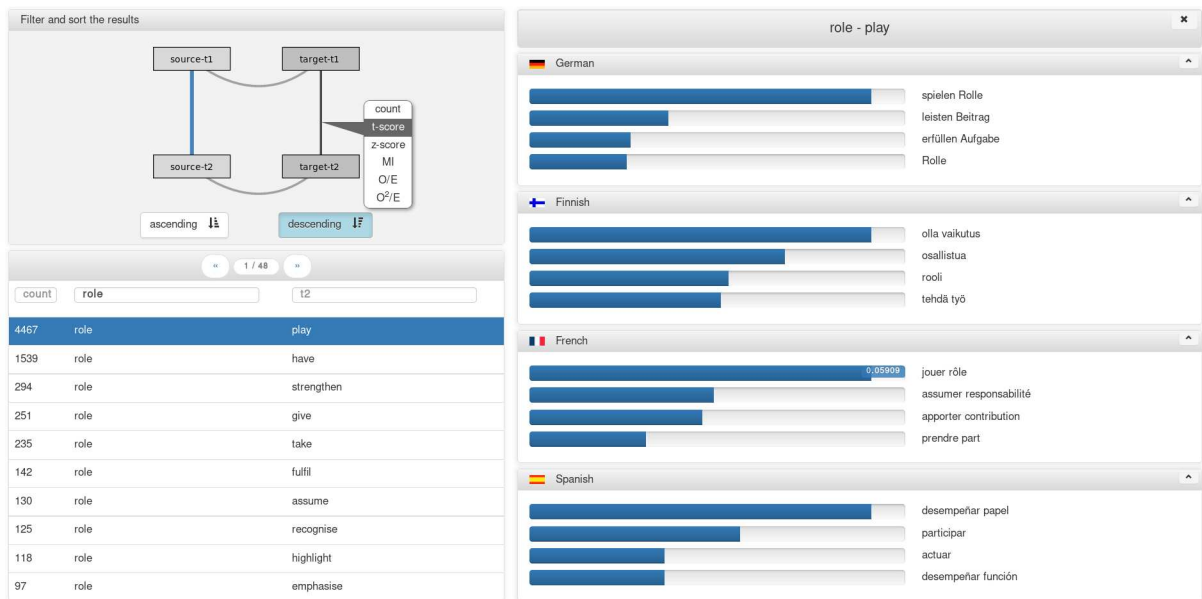 Filter and sort the results
source-t1 target-t1
count
t-score
z-score
MI
O/E
O²/E
source-t2 target-t2
ascending descending
« 1 / 48 »
count role t2
4467 role play
1539 role have
294 role strengthen
251 role give
235 role take
142 role fulfil
130 role assume
125 role recognise
118 role highlight
97 role emphasise
role - play
German
spielen Rolle
leisten Beitrag
erfüllen Aufgabe
Rolle
Finnish
olla vaikutus
osallistua
rooli
tehdä työ
French
0.05909 jouer rôle
assumer responsabilité
apporter contribution
prendre part
Spanish
desempeñar papel
participar
actuar
desempeñar función